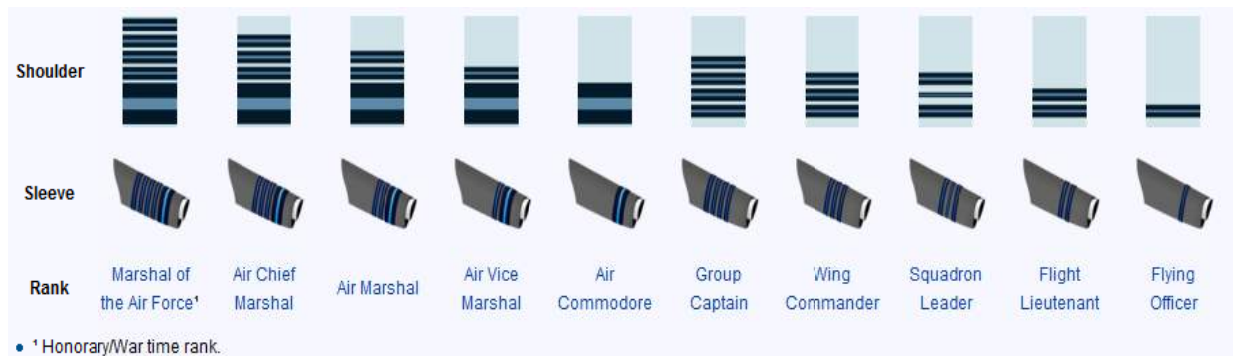 Shoulder
Sleeve
Rank
Marshal of
the Air Force¹
Air Chief
Marshal
Air Marshal
Air Vice
Marshal
Air
Commodore
Group
Captain
Wing
Commander
Squadron
Leader
Flight
Lieutenant
Flying
Officer
• ¹ Honorary/War time rank.